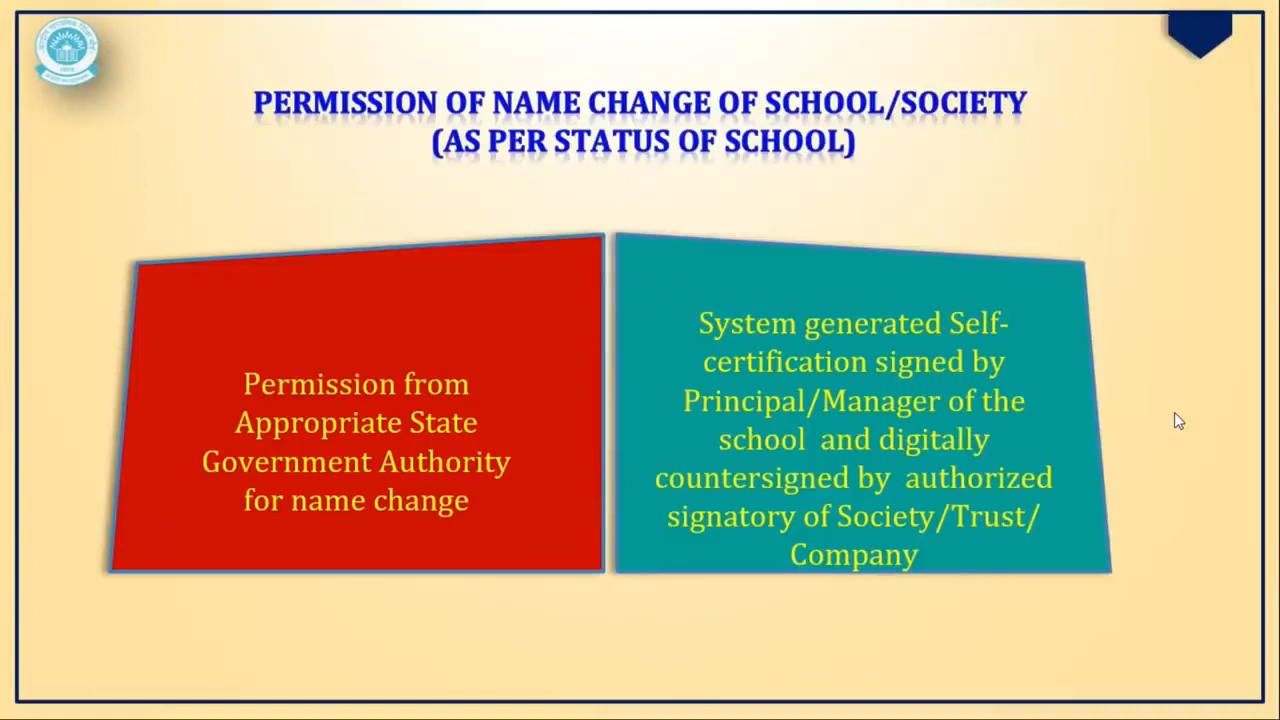 PERMISSION OF NAME CHANGE OF SCHOOL/SOCIETY
(AS PER STATUS OF SCHOOL)
Permission from
Appropriate State
Government Authority
for name change
System generated Self-
certification signed by
Principal/Manager of the
school and digitally
countersigned by authorized
signatory of Society/Trust/
Company